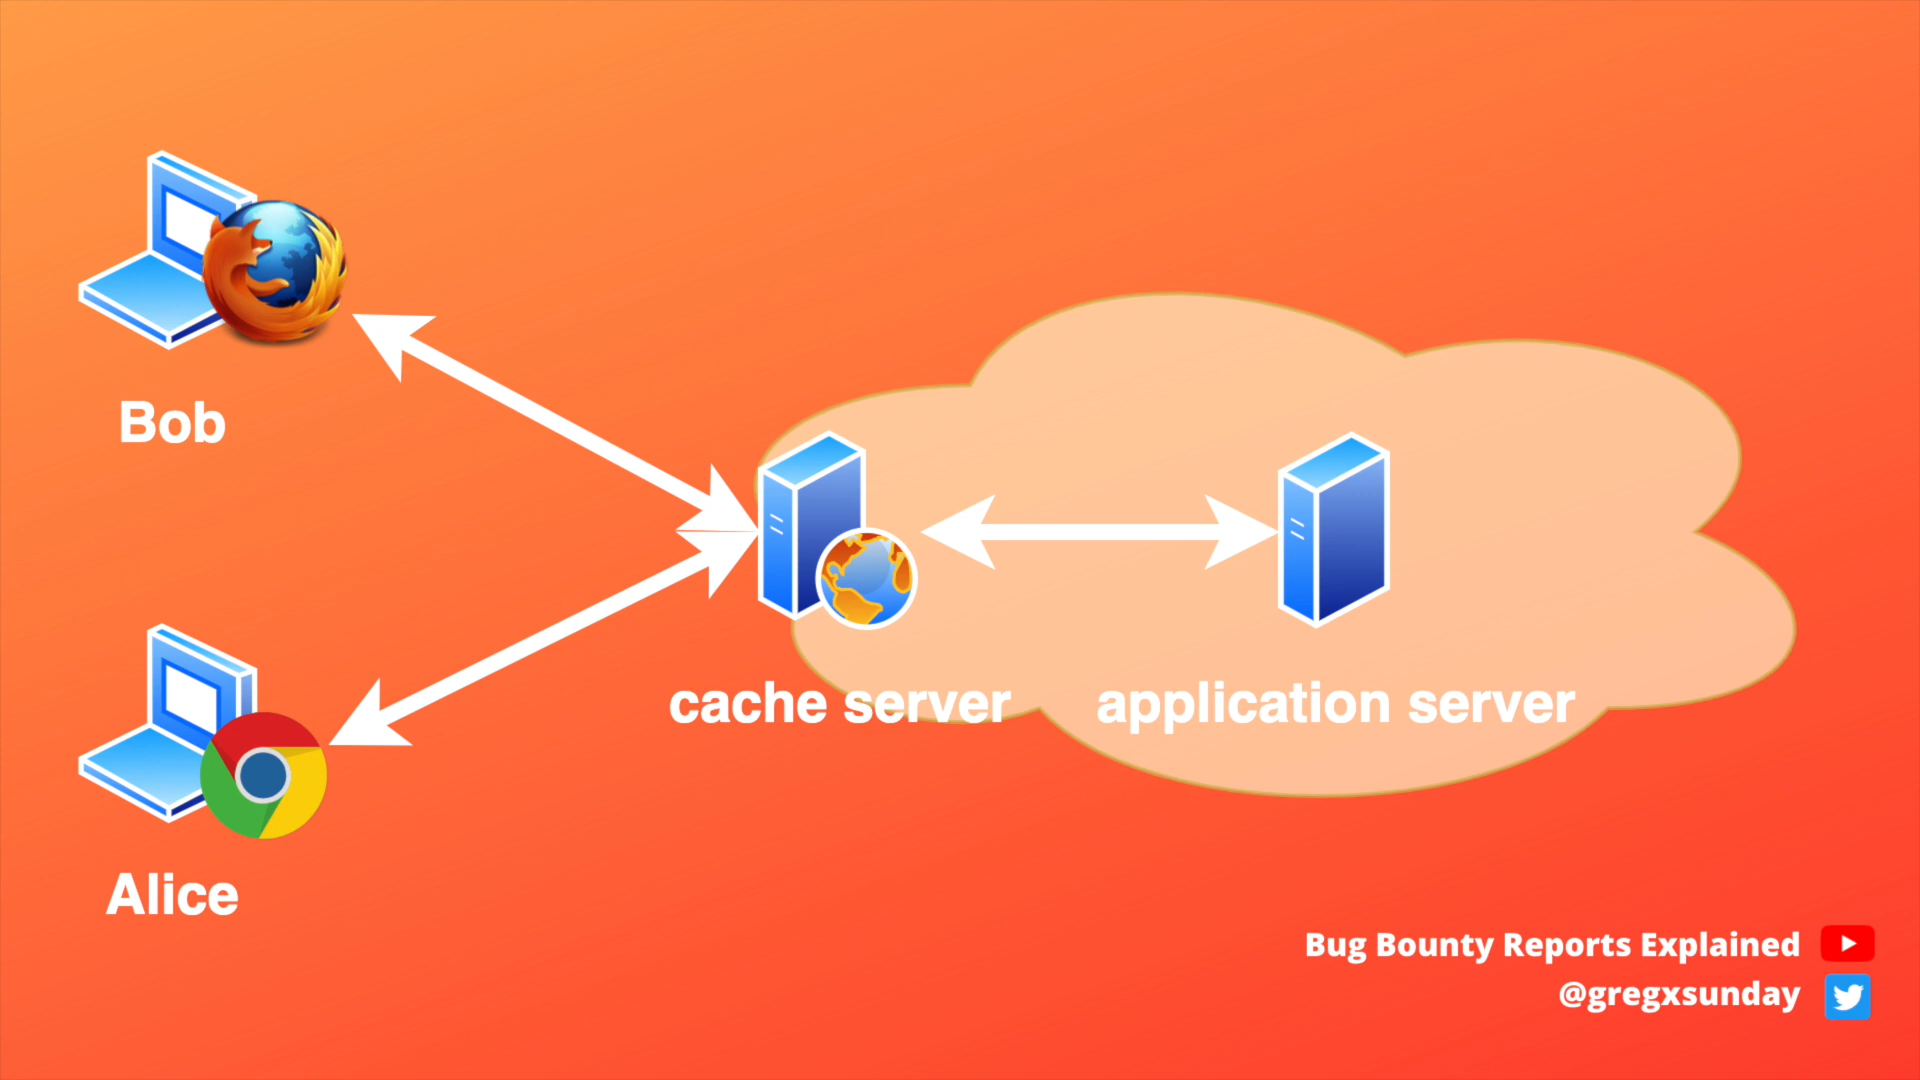 Bob
cache server
application server
Alice
Bug Bounty Reports Explained
@gregxsunday